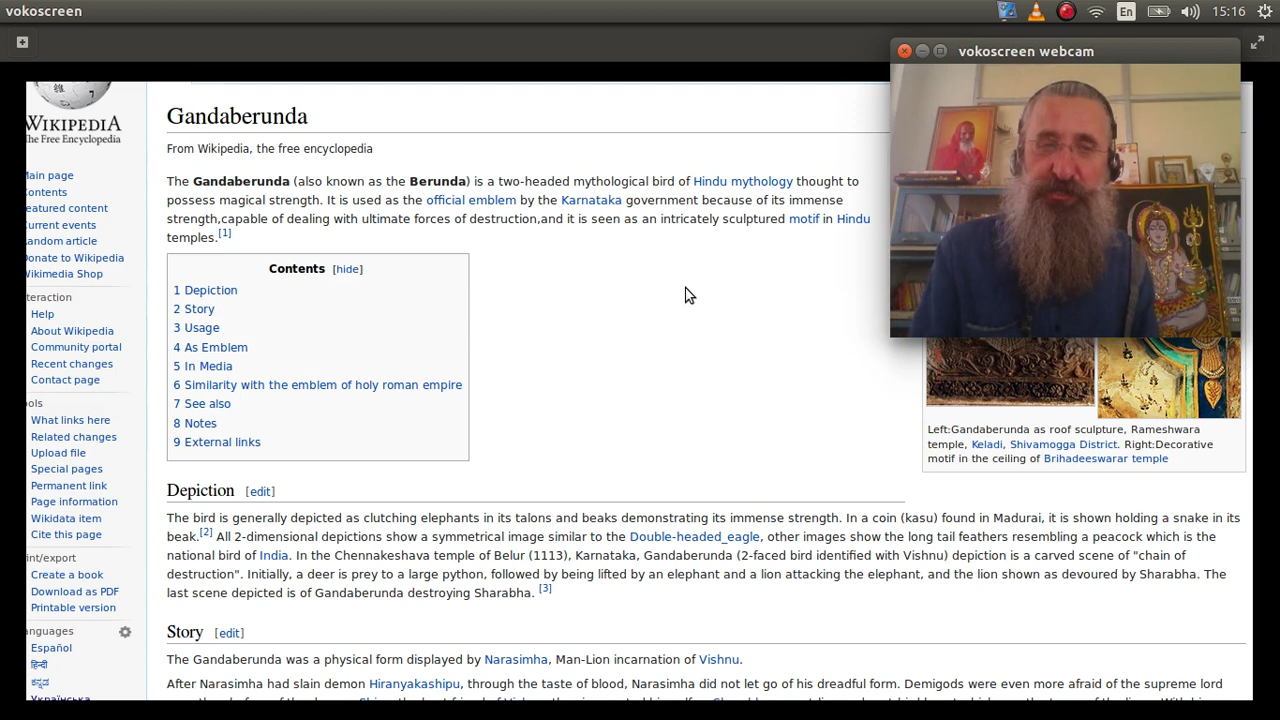 vokoscreen
En
15:16
vokoscreen webcam
WIKIPEDIA
The Free Encyclopedia
Main page
Contents
Featured content
Current events
Random article
Donate to Wikipedia
Wikimedia Shop
Interaction
Help
About Wikipedia
Community portal
Recent changes
Contact page
Tools
What links here
Related changes
Upload file
Special pages
Permanent link
Page information
Wikidata item
Cite this page
Print/export
Create a book
Download as PDF
Printable version
Languages
Español
हिन्दी
ಕನ್ನಡ
Українська
Gandaberunda
From Wikipedia, the free encyclopedia
The Gandaberunda (also known as the Berunda) is a two-headed mythological bird of Hindu mythology thought to
possess magical strength. It is used as the official emblem by the Karnataka government because of its immense
strength,capable of dealing with ultimate forces of destruction,and it is seen as an intricately sculptured motif in Hindu
temples.[1]
Contents [hide]
1 Depiction
2 Story
3 Usage
4 As Emblem
5 In Media
6 Similarity with the emblem of holy roman empire
7 See also
8 Notes
9 External links
Left:Gandaberunda as roof sculpture, Rameshwara
temple, Keladi, Shivamogga District. Right:Decorative
motif in the ceiling of Brihadeeswarar temple
Depiction [edit]
The bird is generally depicted as clutching elephants in its talons and beaks demonstrating its immense strength. In a coin (kasu) found in Madurai, it is shown holding a snake in its
beak.[2] All 2-dimensional depictions show a symmetrical image similar to the Double-headed_eagle, other images show the long tail feathers resembling a peacock which is the
national bird of India. In the Chennakeshava temple of Belur (1113), Karnataka, Gandaberunda (2-faced bird identified with Vishnu) depiction is a carved scene of "chain of
destruction". Initially, a deer is prey to a large python, followed by being lifted by an elephant and a lion attacking the elephant, and the lion shown as devoured by Sharabha. The
last scene depicted is of Gandaberunda destroying Sharabha. [3]
Story [edit]
The Gandaberunda was a physical form displayed by Narasimha, Man-Lion incarnation of Vishnu.
After Narasimha had slain demon Hiranyakashipu, through the taste of blood, Narasimha did not let go of his dreadful form. Demigods were even more afraid of the supreme lord